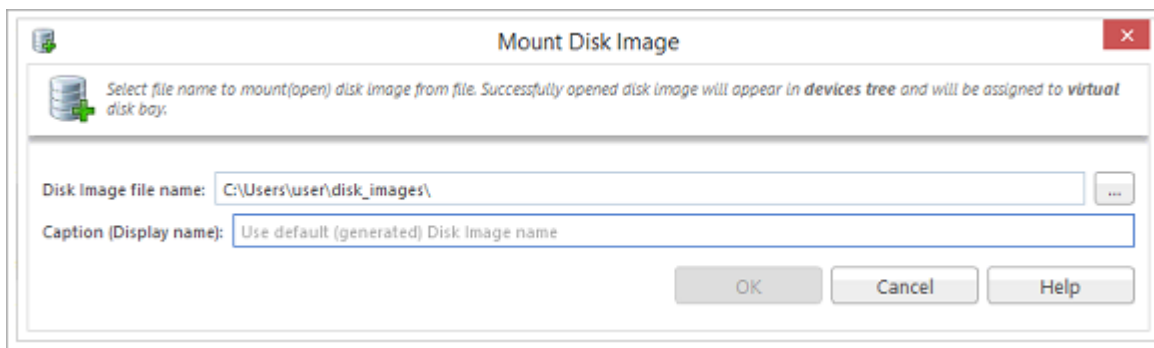 Mount Disk Image
Select file name to mount(open) disk image from file. Successfully opened disk image will appear in devices tree and will be assigned to virtual
disk bay.
Disk Image file name: C:\Users\user\disk_images\ ...
Caption (Display name): Use default (generated) Disk Image name
OK Cancel Help